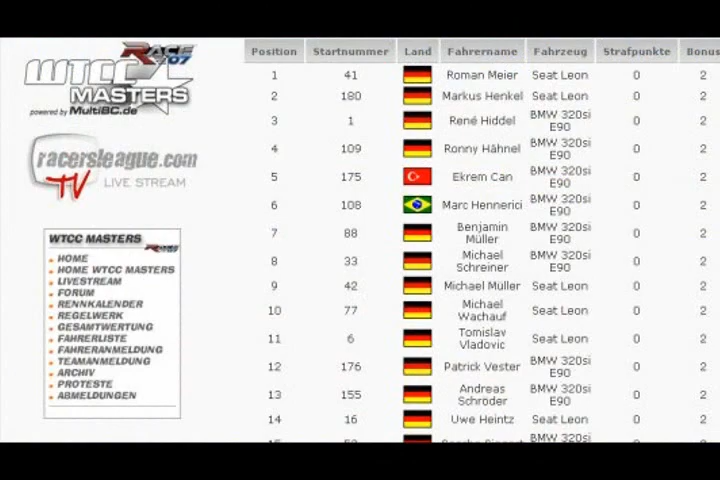 RACE 07
WTCC
MASTERS
powered by MultiBC.de
racersleague.com
TV LIVE STREAM
WTCC MASTERS
RACE 07
HOME
HOME WTCC MASTERS
LIVESTREAM
FORUM
RENNKALENDER
REGELWERK
GESAMTWERTUNG
FAHRERLISTE
FAHRERANMELDUNG
TEAMANMELDUNG
ARCHIV
PROTESTE
ABMELDUNGEN
Position Startnummer Land Fahrername Fahrzeug Strafpunkte Bonus
1 41 Roman Meier Seat Leon 0 2
2 180 Markus Henkel Seat Leon 0 2
3 1 René Hiddel BMW 320si E90 0 2
4 109 Ronny Hähnel BMW 320si E90 0 2
5 175 Ekrem Can BMW 320si E90 0 2
6 108 Marc Hennerici BMW 320si E90 0 2
7 88 Benjamin Müller BMW 320si E90 0 2
8 33 Michael Schreiner BMW 320si E90 0 2
9 42 Michael Müller Seat Leon 0 2
10 77 Michael Wachauf Seat Leon 0 2
11 6 Tomislav Vladovic Seat Leon 0 2
12 176 Patrick Vester BMW 320si E90 0 2
13 155 Andreas Schröder BMW 320si E90 0 2
14 16 Uwe Heintz Seat Leon 0 2
BMW 320si